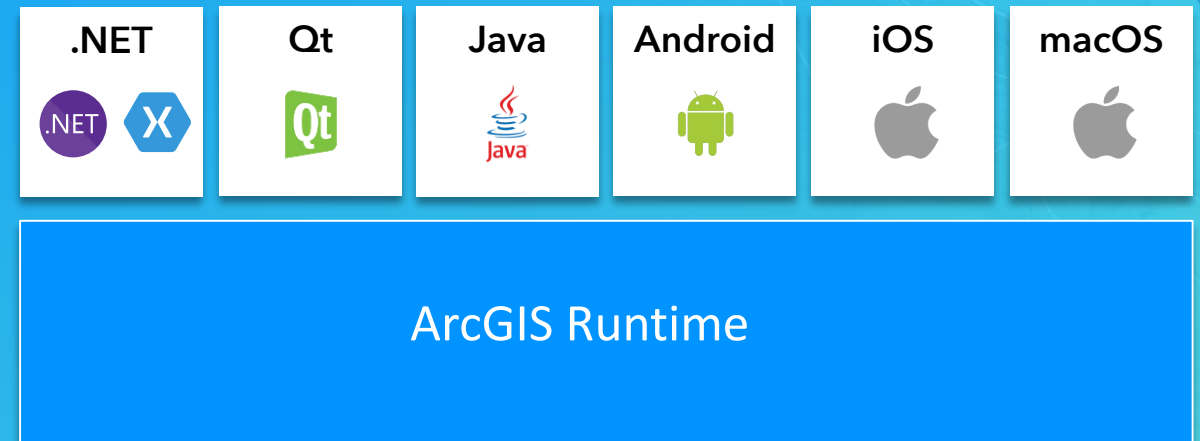 .NET
Qt
Java
Android
iOS
macOS
.NET
X
Qt
Java
ArcGIS Runtime